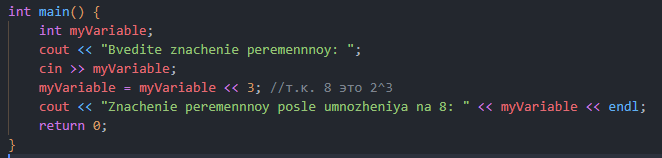 int main() {
    int myVariable;
    cout << "Bvedite znachenie peremennnoy: ";
    cin >> myVariable;
    myVariable = myVariable << 3; //т.к. 8 это 2^3
    cout << "Znachenie peremennnoy posle umnozheniya na 8: " << myVariable << endl;
    return 0;
}